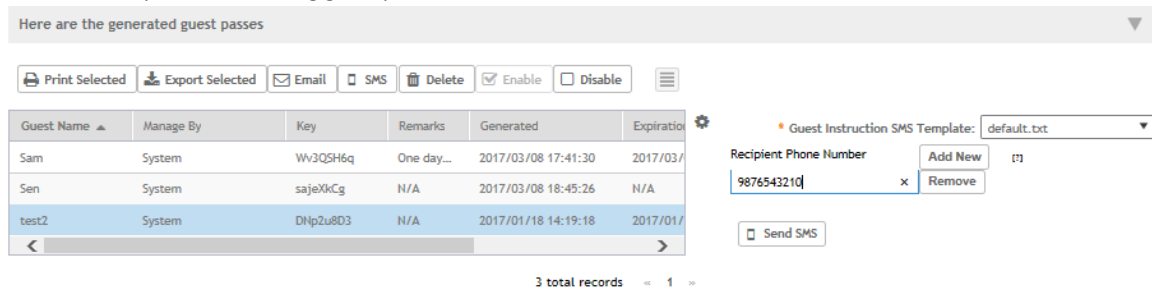 Here are the generated guest passes
Print Selected Export Selected Email SMS Delete Enable Disable
Guest Name Manage By Key Remarks Generated Expiration
Sam System Wv3QSH6q One day... 2017/03/08 17:41:30 2017/03/
Sen System sajeXkCg N/A 2017/03/08 18:45:26 N/A
test2 System DNp2u8D3 N/A 2017/01/18 14:19:18 2017/01/
3 total records « 1 »
* Guest Instruction SMS Template: default.txt
Recipient Phone Number Add New [?]
9876543210 × Remove
Send SMS